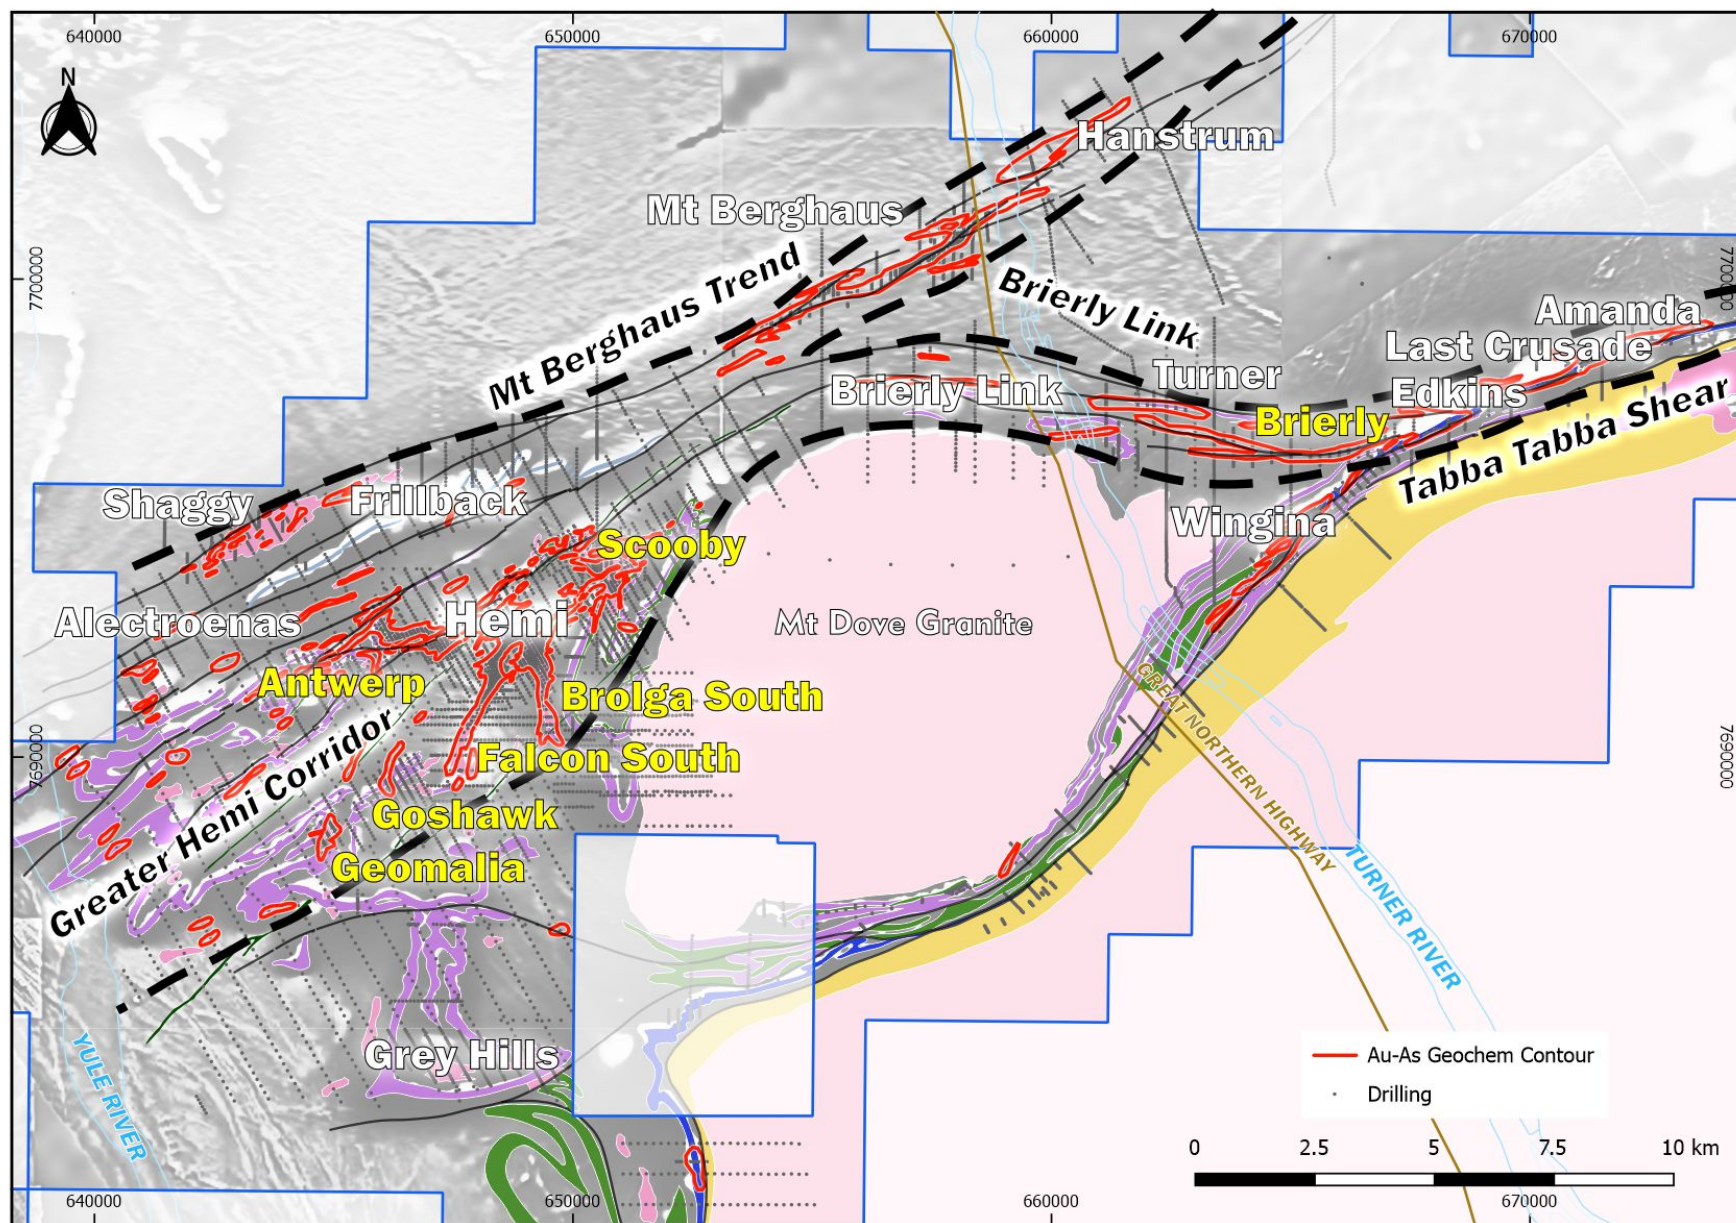 640000
650000
660000
670000
N
Hanstrum
Mt Berghaus
7700000
7700000
Mt Berghaus Trend
Brierly Link
Amanda
Last Crusade
Turner
Brierly Link
Edkins
Brierly
Tabba Tabba Shear
Shaggy
Frillback
Wingina
Scooby
Alectroenas
Hemi
Mt Dove Granite
Antwerp
Brolga South
GREAT NORTHERN HIGHWAY
7690000
7690000
Greater Hemi Corridor
Falcon South
Goshawk
Geomalia
TURNER RIVER
Grey Hills
YULE RIVER
Au-As Geochem Contour
Drilling
0 2.5 5 7.5 10 km
640000
650000
660000
670000